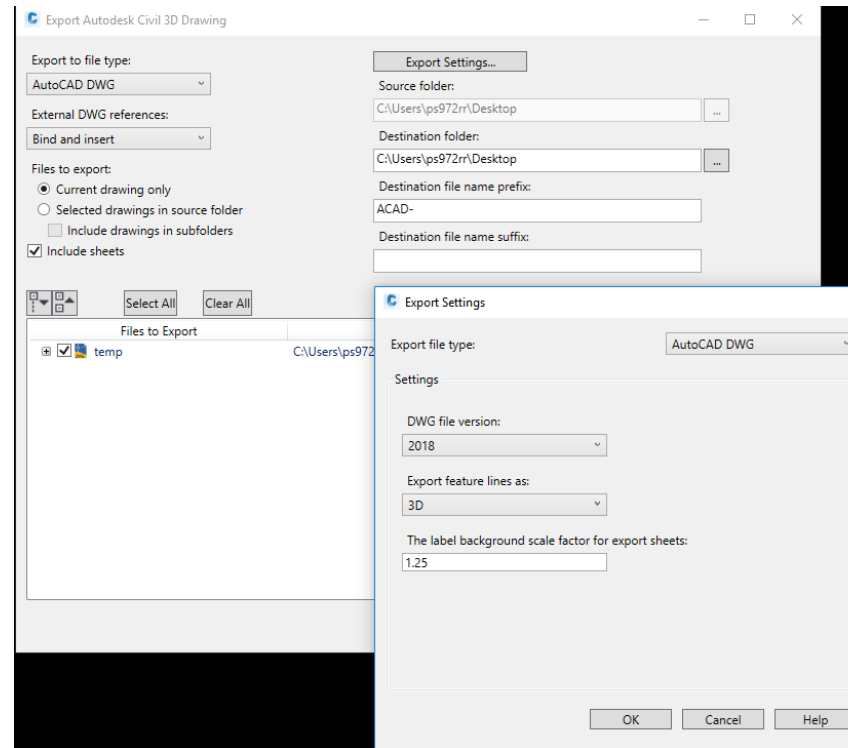 Export Autodesk Civil 3D Drawing
Export to file type:
AutoCAD DWG
External DWG references:
Bind and insert
Files to export:
Current drawing only
Selected drawings in source folder
Include drawings in subfolders
Include sheets
Export Settings...
Source folder:
C:\Users\ps972rr\Desktop
...
Destination folder:
C:\Users\ps972rr\Desktop
...
Destination file name prefix:
ACAD-
Destination file name suffix:
Select All
Clear All
Files to Export
temp
C:\Users\ps972
Export Settings
Export file type:
AutoCAD DWG
Settings
DWG file version:
2018
Export feature lines as:
3D
The label background scale factor for export sheets:
1.25
OK
Cancel
Help